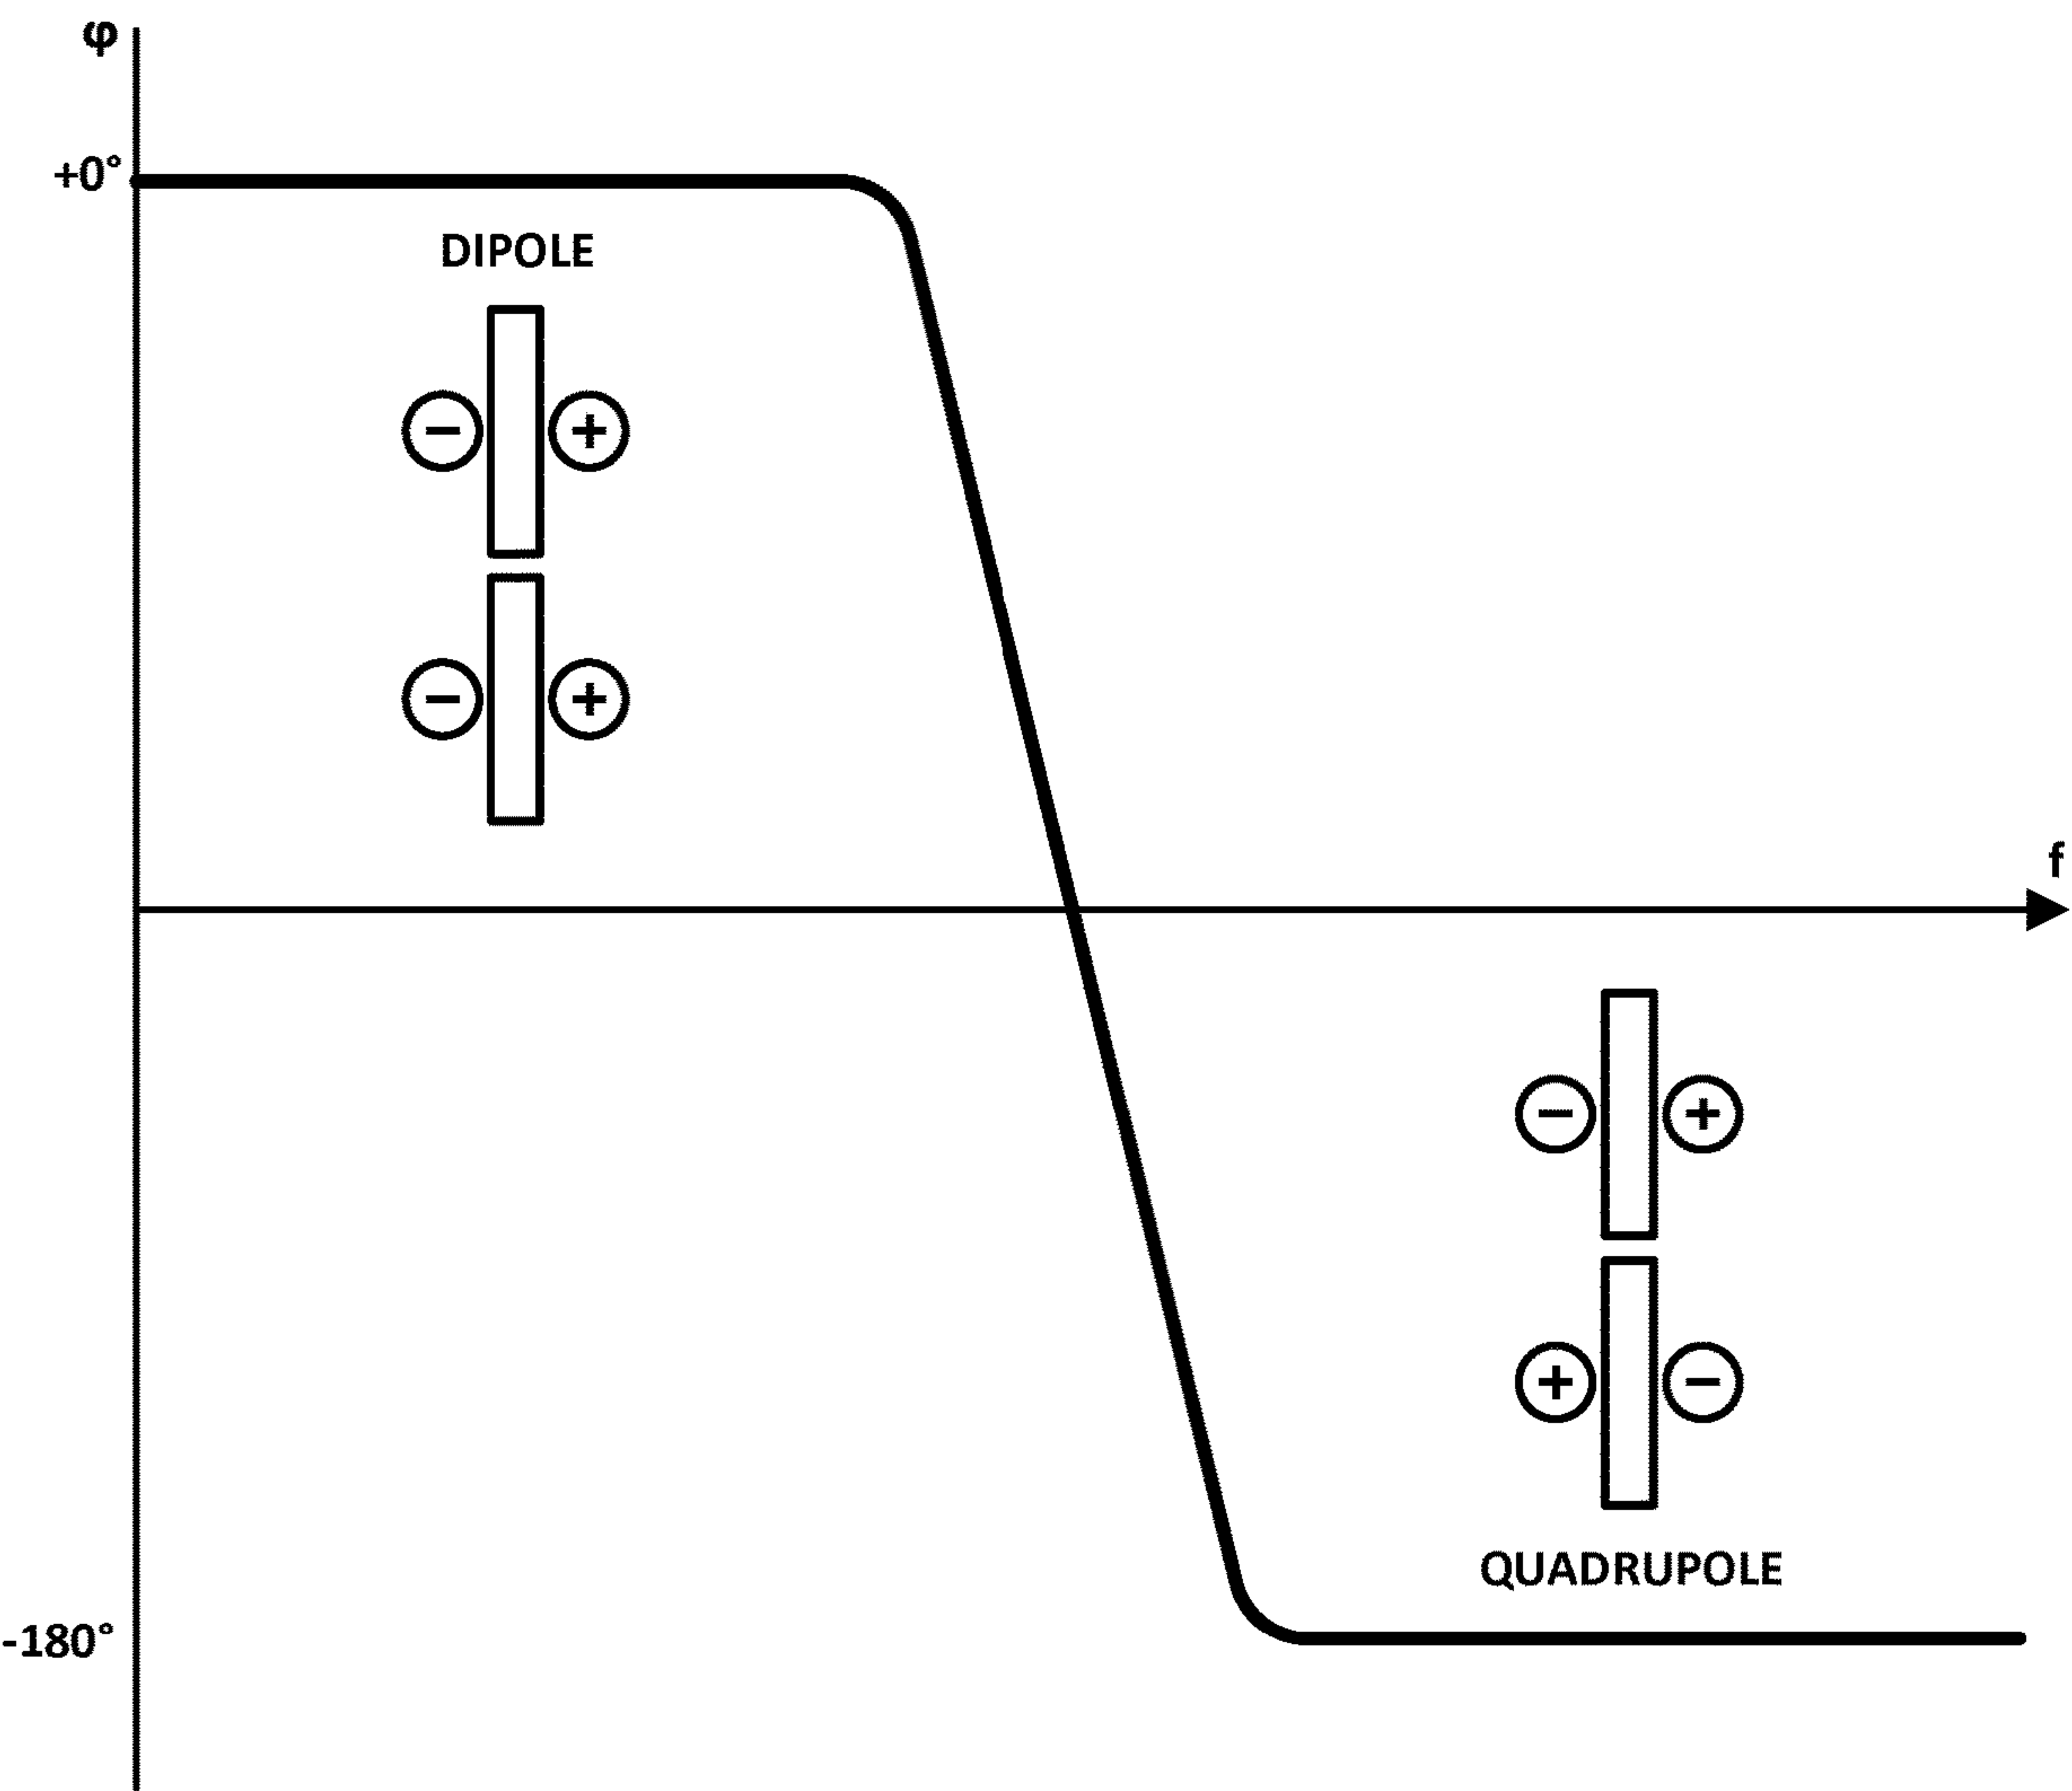 φ
+0°
DIPOLE
− +
− +
f
− +
+ −
QUADRUPOLE
-180°